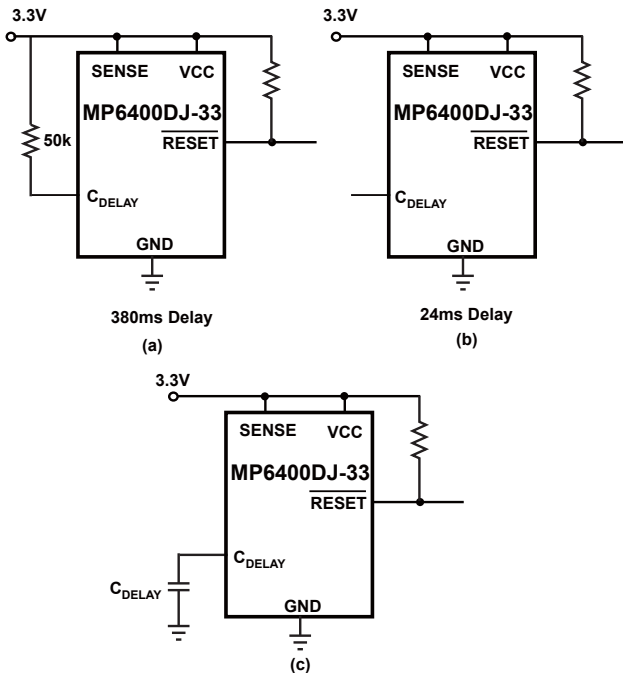 3.3V
SENSE VCC
MP6400DJ-33
50k
RESET
CDELAY
GND
380ms Delay
(a)
3.3V
SENSE VCC
MP6400DJ-33
RESET
CDELAY
GND
24ms Delay
(b)
3.3V
SENSE VCC
MP6400DJ-33
RESET
CDELAY
CDELAY
GND
(c)